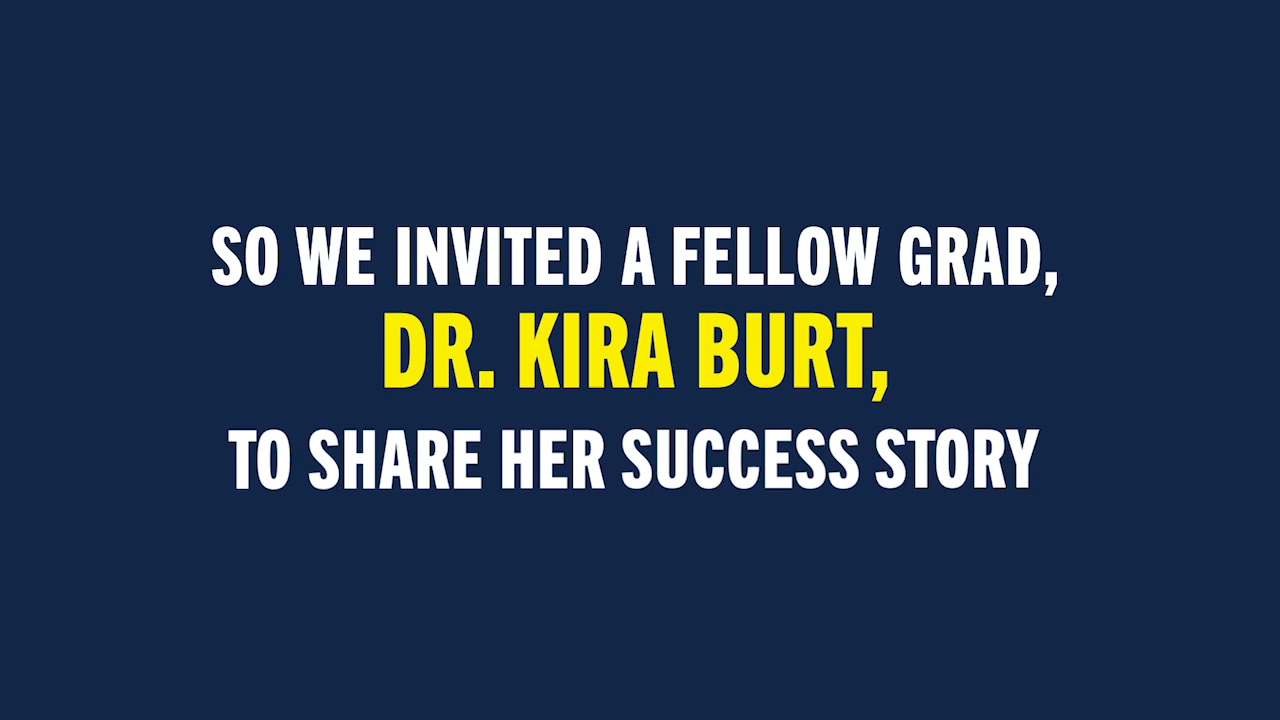 SO WE INVITED A FELLOW GRAD,
DR. KIRA BURT,
TO SHARE HER SUCCESS STORY